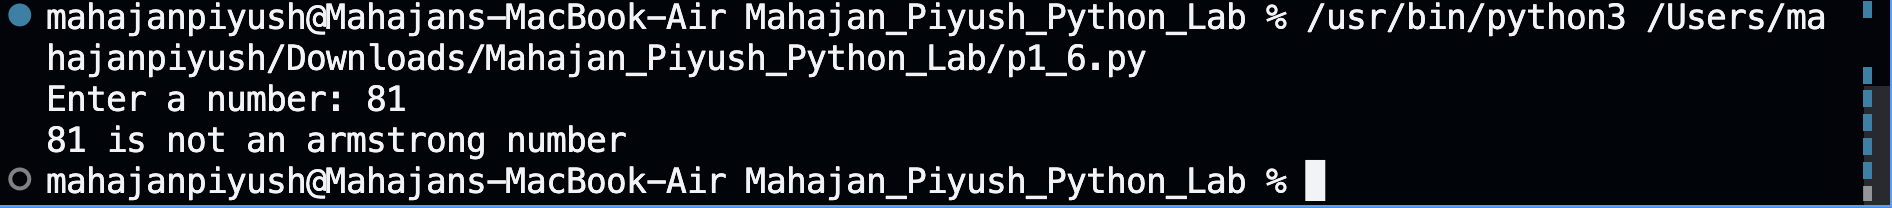 mahajanpiyush@Mahajans-MacBook-Air Mahajan_Piyush_Python_Lab % /usr/bin/python3 /Users/ma
hajanpiyush/Downloads/Mahajan_Piyush_Python_Lab/p1_6.py
Enter a number: 81
81 is not an armstrong number
mahajanpiyush@Mahajans-MacBook-Air Mahajan_Piyush_Python_Lab %